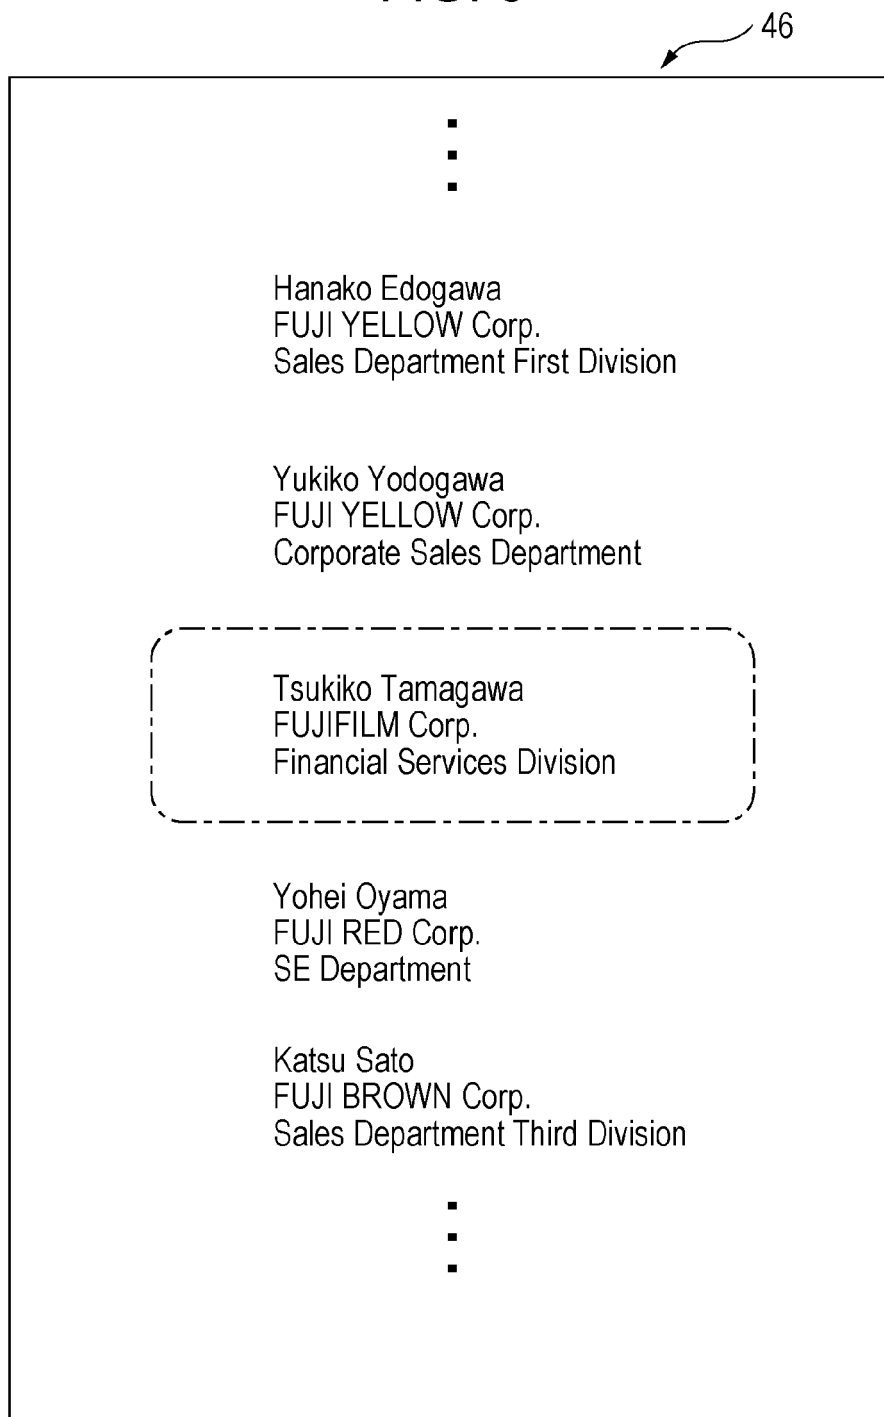 46
Hanako Edogawa
FUJI YELLOW Corp.
Sales Department First Division
Yukiko Yodogawa
FUJI YELLOW Corp.
Corporate Sales Department
Tsukiko Tamagawa
FUJIFILM Corp.
Financial Services Division
Yohei Oyama
FUJI RED Corp.
SE Department
Katsu Sato
FUJI BROWN Corp.
Sales Department Third Division